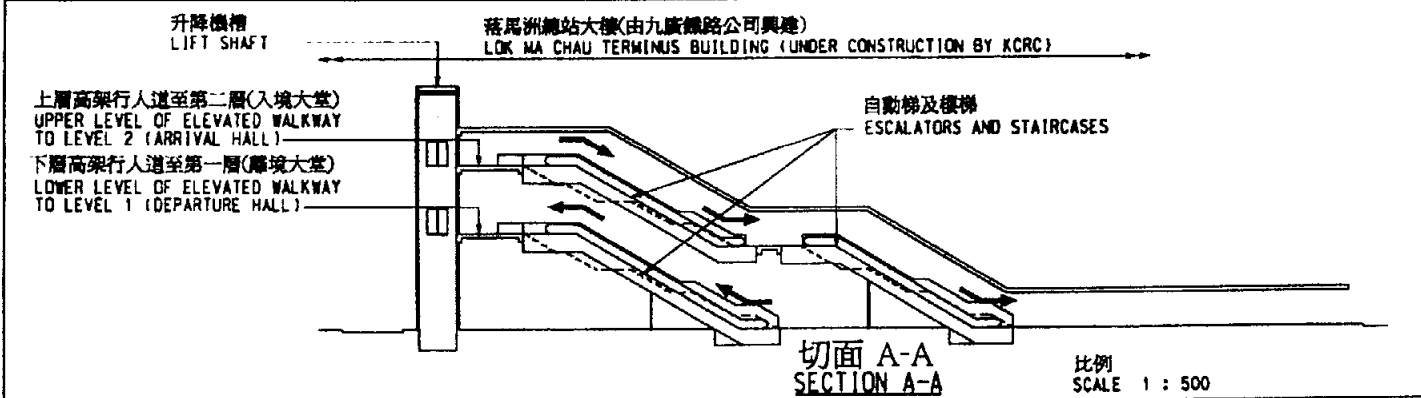 升降機槽
LIFT SHAFT
落馬洲總站大樓(由九廣鐵路公司興建)
LOK MA CHAU TERMINUS BUILDING (UNDER CONSTRUCTION BY KCRC)
上層高架行人道至第二層(入境大堂)
UPPER LEVEL OF ELEVATED WALKWAY
TO LEVEL 2 (ARRIVAL HALL)
下層高架行人道至第一層(離境大堂)
LOWER LEVEL OF ELEVATED WALKWAY
TO LEVEL 1 (DEPARTURE HALL)
自動梯及樓梯
ESCALATORS AND STAIRCASES
切面 A-A
SECTION A-A
比例
SCALE 1 : 500